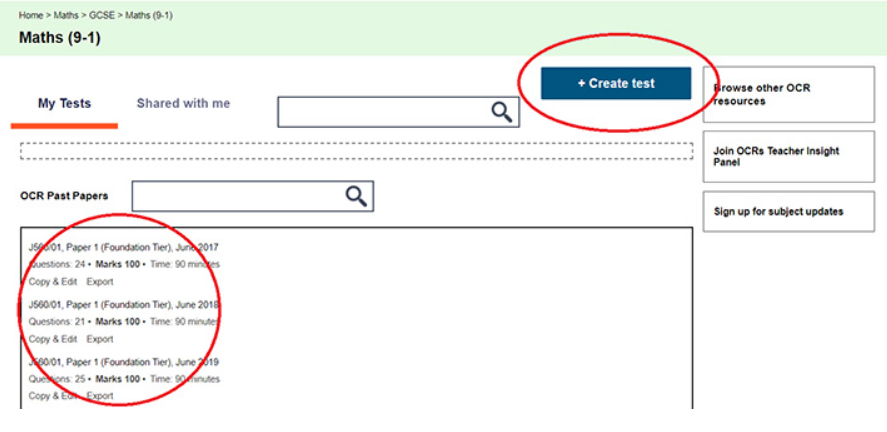 Home > Maths > GCSE > Maths (9-1)
Maths (9-1)
+ Create test
My Tests
Shared with me
OCR Past Papers
J560/01, Paper 1 (Foundation Tier), June 2017
Questions: 24 • Marks 100 • Time: 90 minutes
Copy & Edit Export
J560/01, Paper 1 (Foundation Tier), June 2018
Questions: 21 • Marks 100 • Time: 90 minutes
Copy & Edit Export
J560/01, Paper 1 (Foundation Tier), June 2019
Questions: 25 • Marks 100 • Time: 90 minutes
Copy & Edit Export
Browse other OCR
resources
Join OCRs Teacher Insight
Panel
Sign up for subject updates